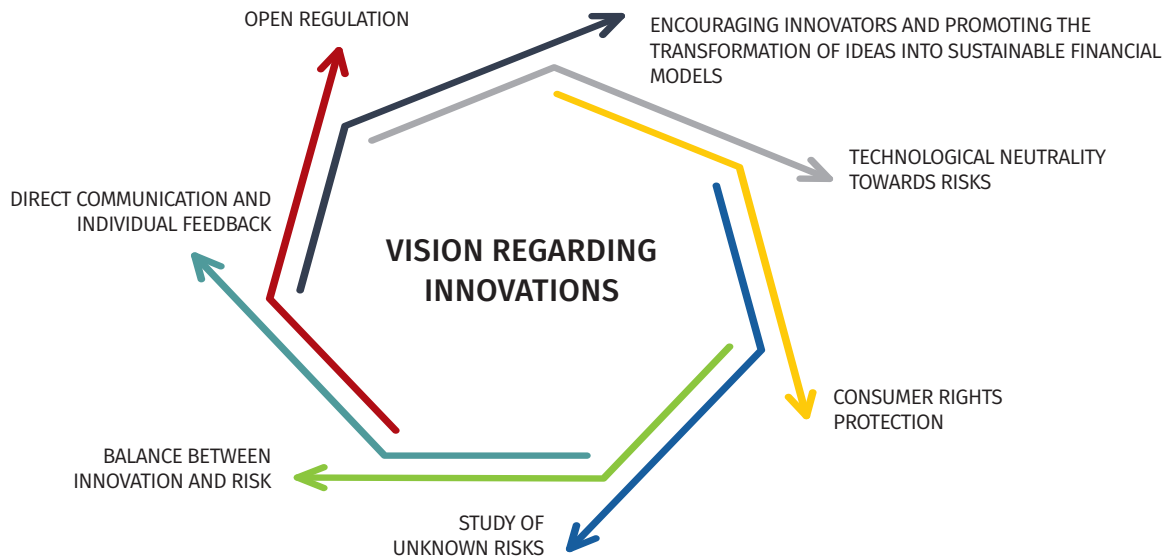 OPEN REGULATION
ENCOURAGING INNOVATORS AND PROMOTING THE
TRANSFORMATION OF IDEAS INTO SUSTAINABLE FINANCIAL
MODELS
TECHNOLOGICAL NEUTRALITY
TOWARDS RISKS
DIRECT COMMUNICATION AND
INDIVIDUAL FEEDBACK
VISION REGARDING
INNOVATIONS
CONSUMER RIGHTS
PROTECTION
BALANCE BETWEEN
INNOVATION AND RISK
STUDY OF
UNKNOWN RISKS